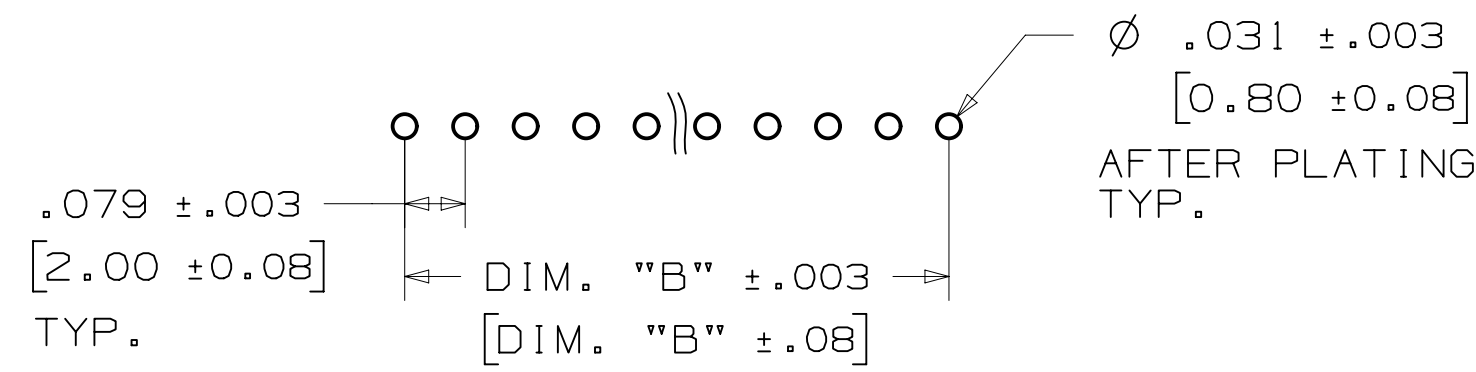 Ø .031 ±.003
[0.80 ±0.08]
AFTER PLATING
TYP.
.079 ±.003
[2.00 ±0.08]
TYP.
DIM. "B" ±.003
[DIM. "B" ±.08]